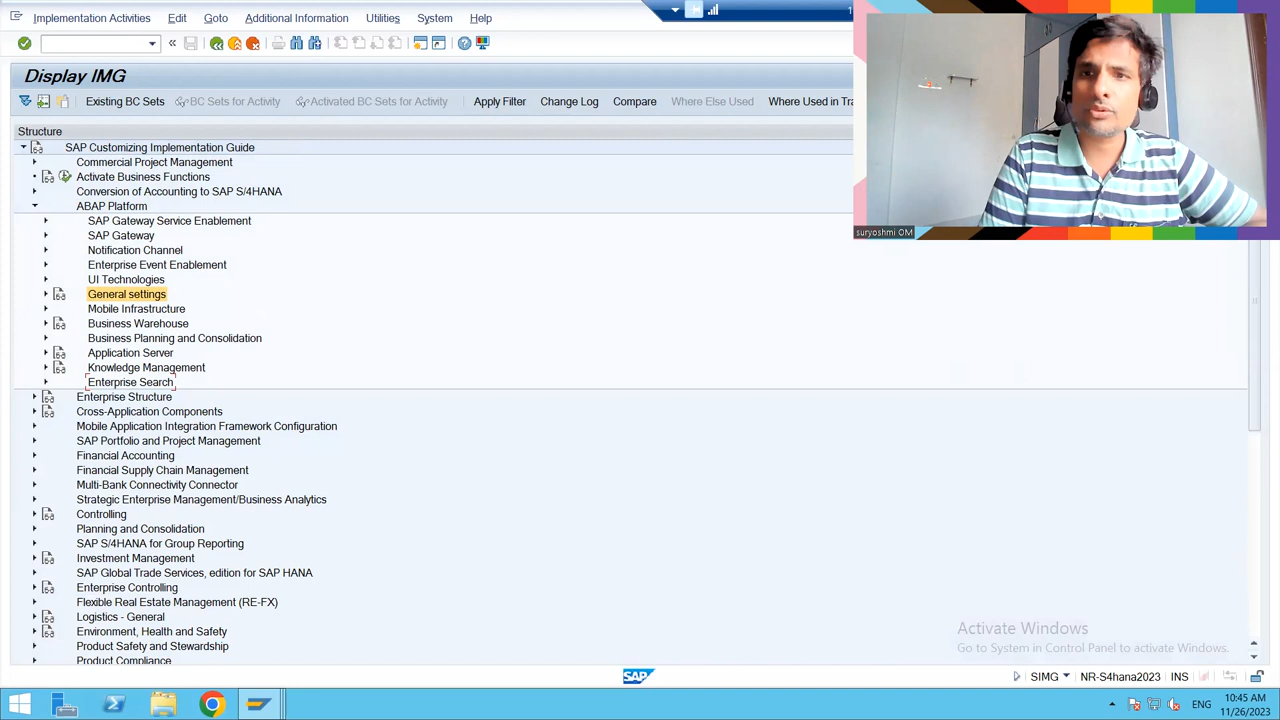 Implementation Activities Edit Goto Additional Information Utilities System Help
Display IMG
Existing BC Sets BC Sets for Activity Activated BC Sets for Activity Apply Filter Change Log Compare Where Else Used Where Used in Tra
Structure
SAP Customizing Implementation Guide
Commercial Project Management
Activate Business Functions
Conversion of Accounting to SAP S/4HANA
ABAP Platform
SAP Gateway Service Enablement
SAP Gateway
Notification Channel
Enterprise Event Enablement
UI Technologies
General settings
Mobile Infrastructure
Business Warehouse
Business Planning and Consolidation
Application Server
Knowledge Management
Enterprise Search
Enterprise Structure
Cross-Application Components
Mobile Application Integration Framework Configuration
SAP Portfolio and Project Management
Financial Accounting
Financial Supply Chain Management
Multi-Bank Connectivity Connector
Strategic Enterprise Management/Business Analytics
Controlling
Planning and Consolidation
SAP S/4HANA for Group Reporting
Investment Management
SAP Global Trade Services, edition for SAP HANA
Enterprise Controlling
Flexible Real Estate Management (RE-FX)
Logistics - General
Environment, Health and Safety
Product Safety and Stewardship
Product Compliance
suryoshmi OM
Activate Windows
Go to System in Control Panel to activate Windows.
SAP
SIMG NR-S4hana2023 INS
ENG
10:45 AM
11/26/2023